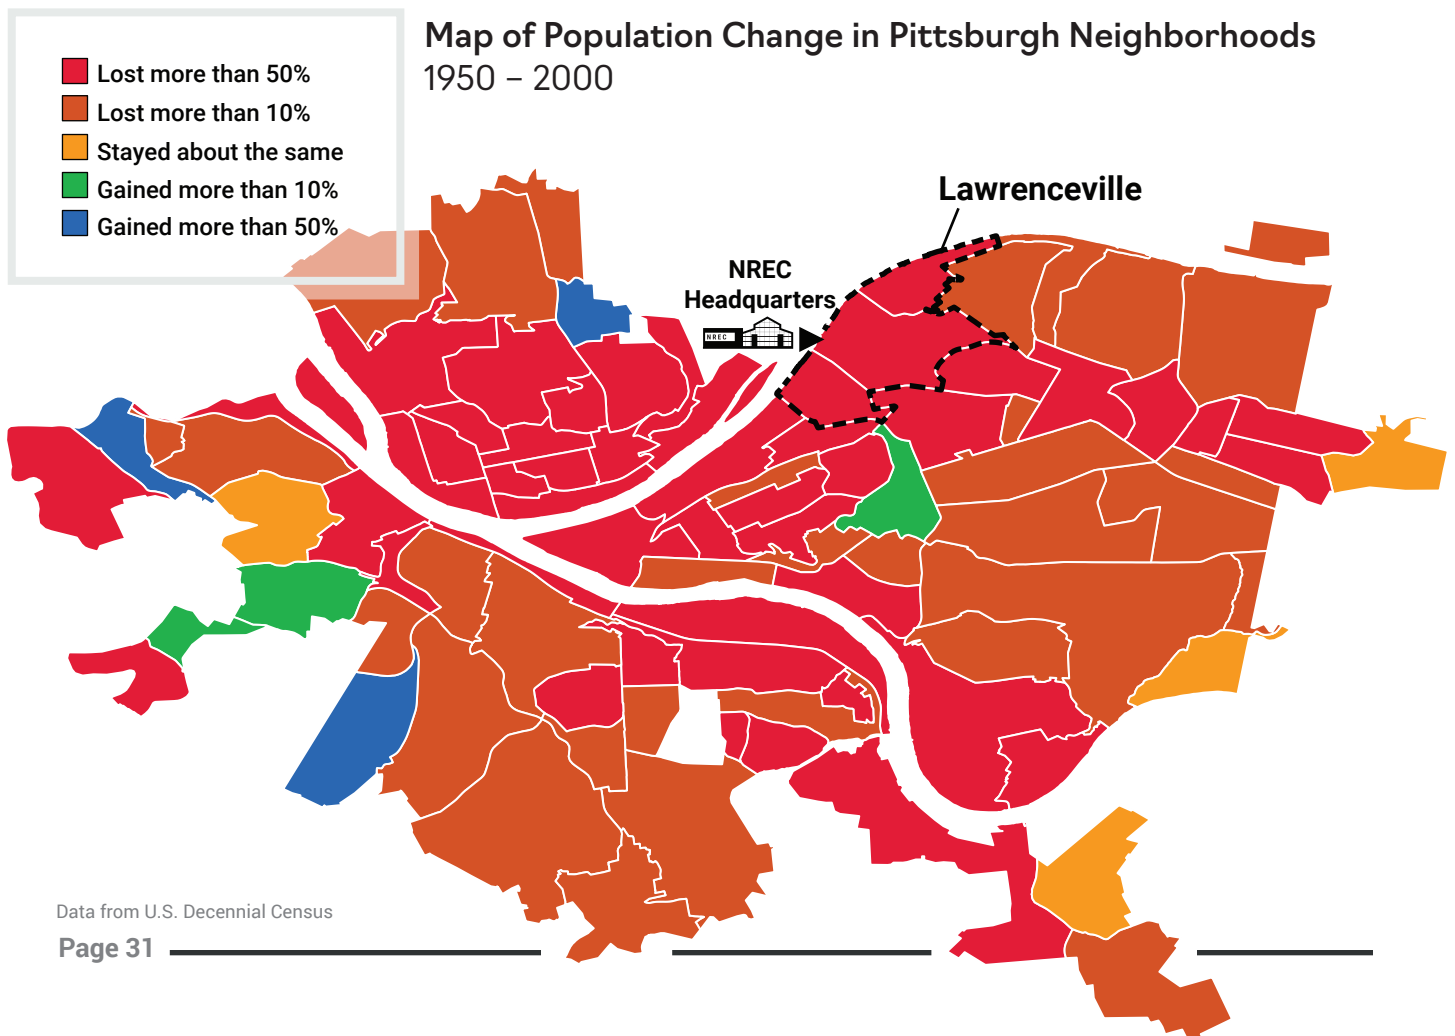 Map of Population Change in Pittsburgh Neighborhoods
1950 – 2000
Lost more than 50%
Lost more than 10%
Stayed about the same
Gained more than 10%
Gained more than 50%
Lawrenceville
NREC
Headquarters
NREC
Data from U.S. Decennial Census
Page 31